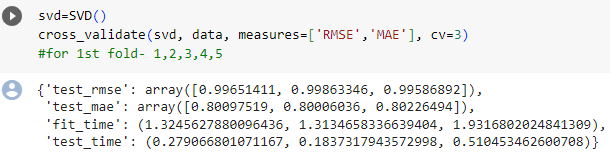 svd=SVD()
cross_validate(svd, data, measures=['RMSE','MAE'], cv=3)
#for 1st fold- 1,2,3,4,5
{'test_rmse': array([0.99651411, 0.99863346, 0.99586892]),
'test_mae': array([0.80097519, 0.80006036, 0.80226494]),
'fit_time': (1.3245627880096436, 1.3134658336639404, 1.9316802024841309),
'test_time': (0.279066801071167, 0.1837317943572998, 0.510453462600708)}